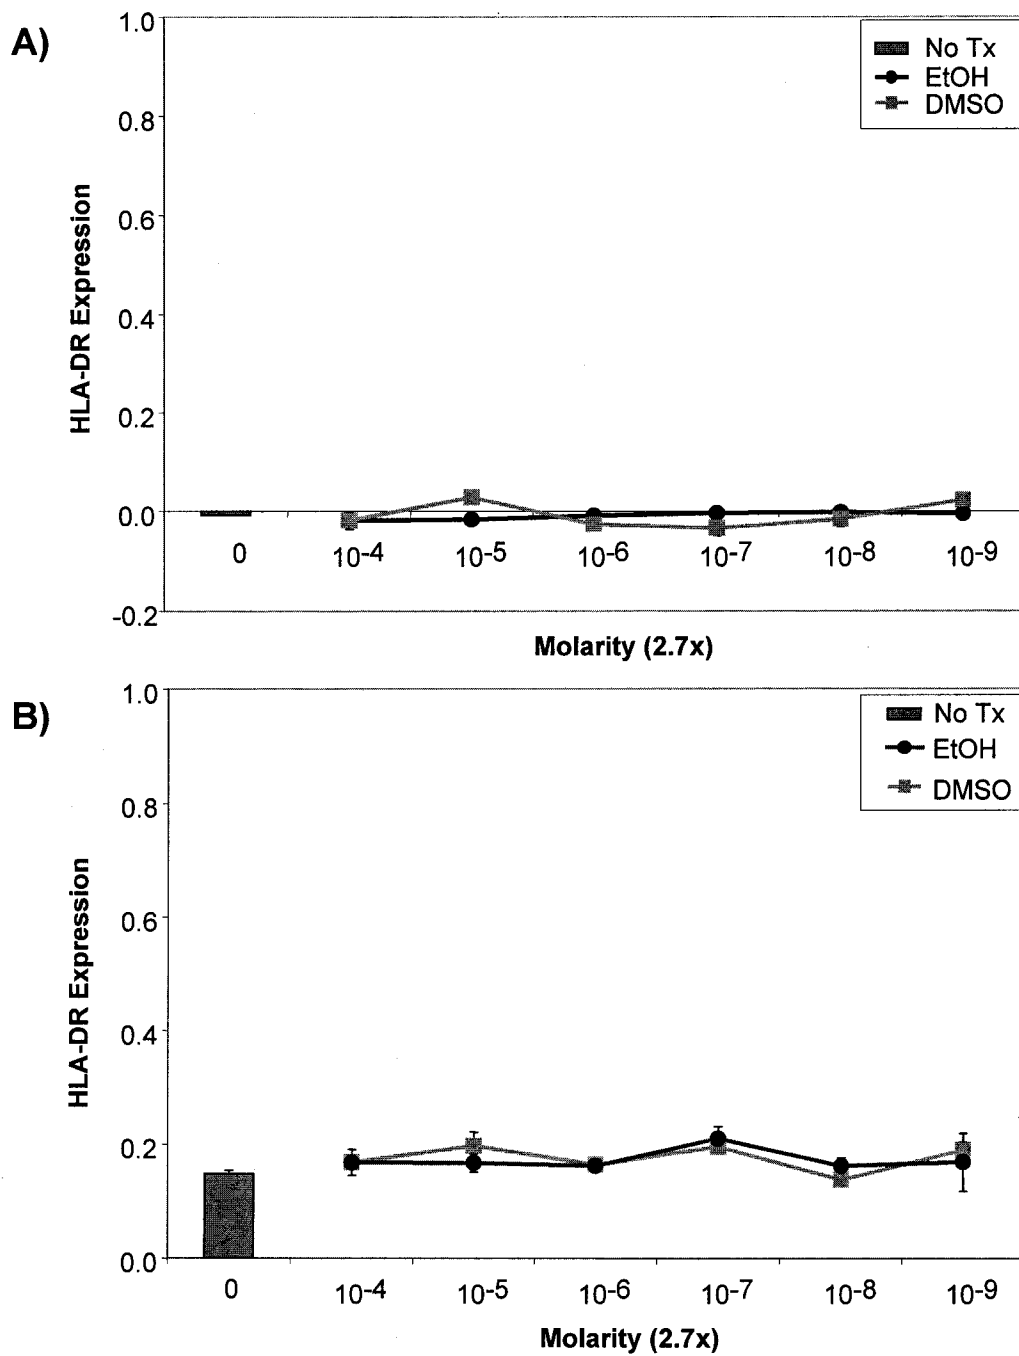 A)
1.0
0.8
0.6
0.4
0.2
0.0
-0.2
HLA-DR Expression
No Tx
EtOH
DMSO
0 10-4 10-5 10-6 10-7 10-8 10-9
Molarity (2.7x)
B)
1.0
0.8
0.6
0.4
0.2
0.0
HLA-DR Expression
No Tx
EtOH
DMSO
0 10-4 10-5 10-6 10-7 10-8 10-9
Molarity (2.7x)